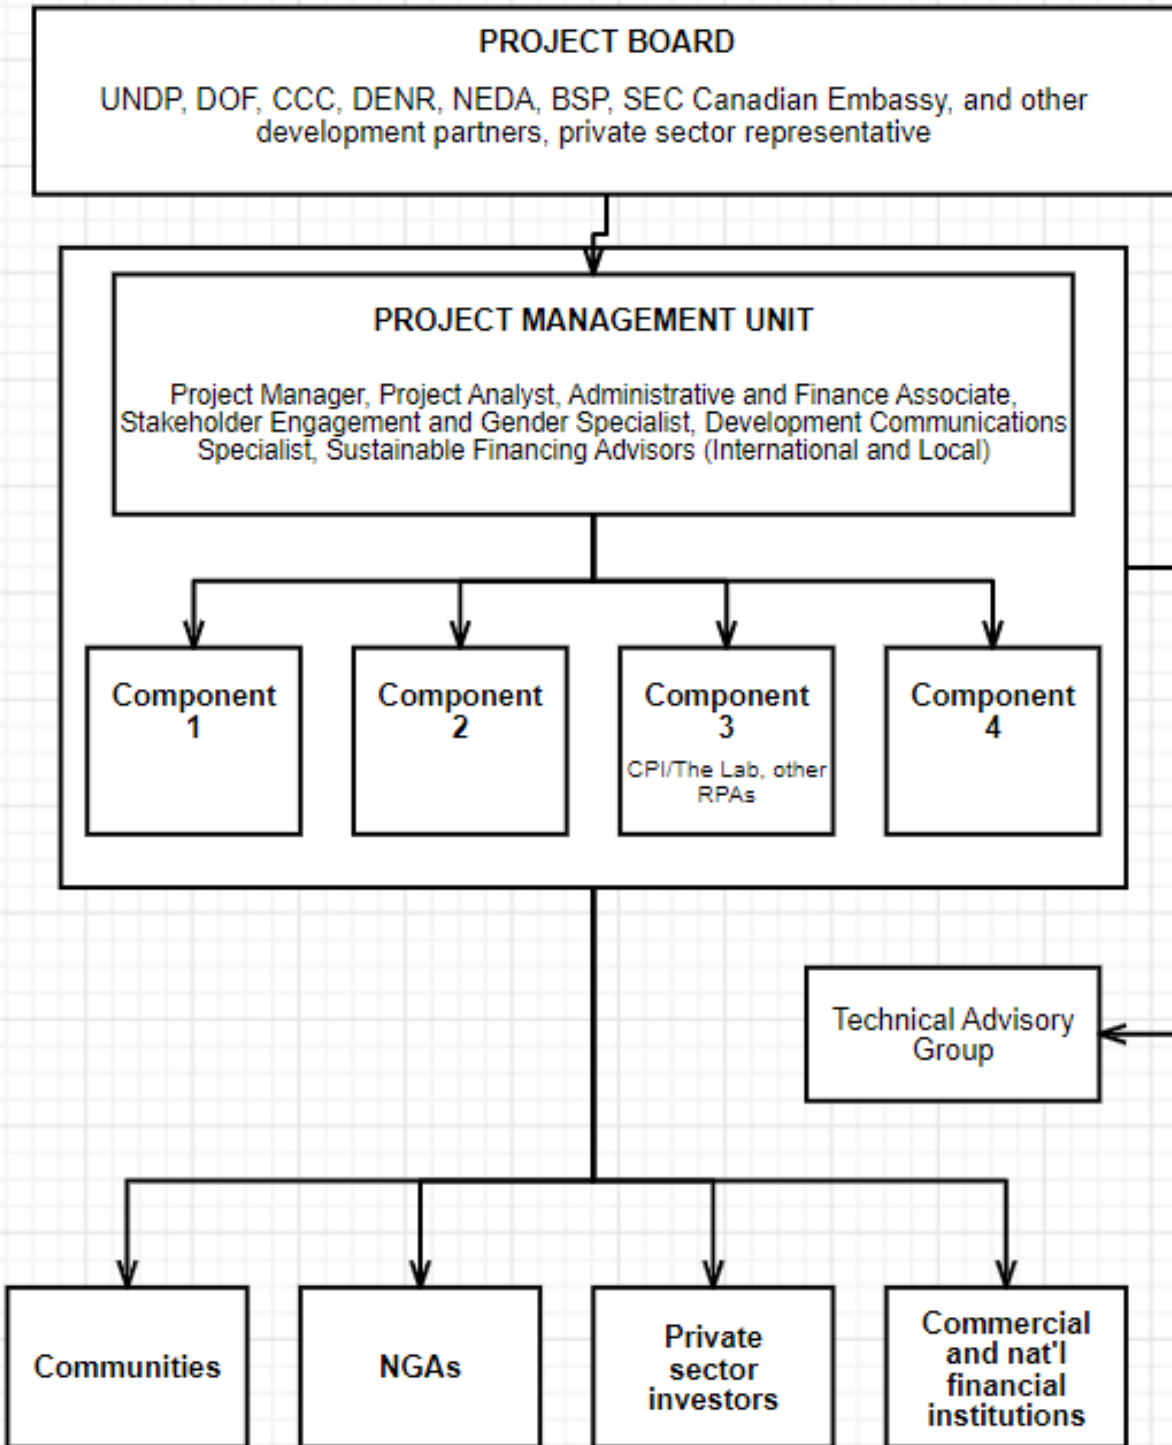 PROJECT BOARD
UNDP, DOF, CCC, DENR, NEDA, BSP, SEC Canadian Embassy, and other
development partners, private sector representative
PROJECT MANAGEMENT UNIT
Project Manager, Project Analyst, Administrative and Finance Associate,
Stakeholder Engagement and Gender Specialist, Development Communications
Specialist, Sustainable Financing Advisors (International and Local)
Component
1
Component
2
Component
3
CPI/The Lab, other
RPAs
Component
4
Technical Advisory
Group
Communities
NGAs
Private
sector
investors
Commercial
and nat'l
financial
institutions